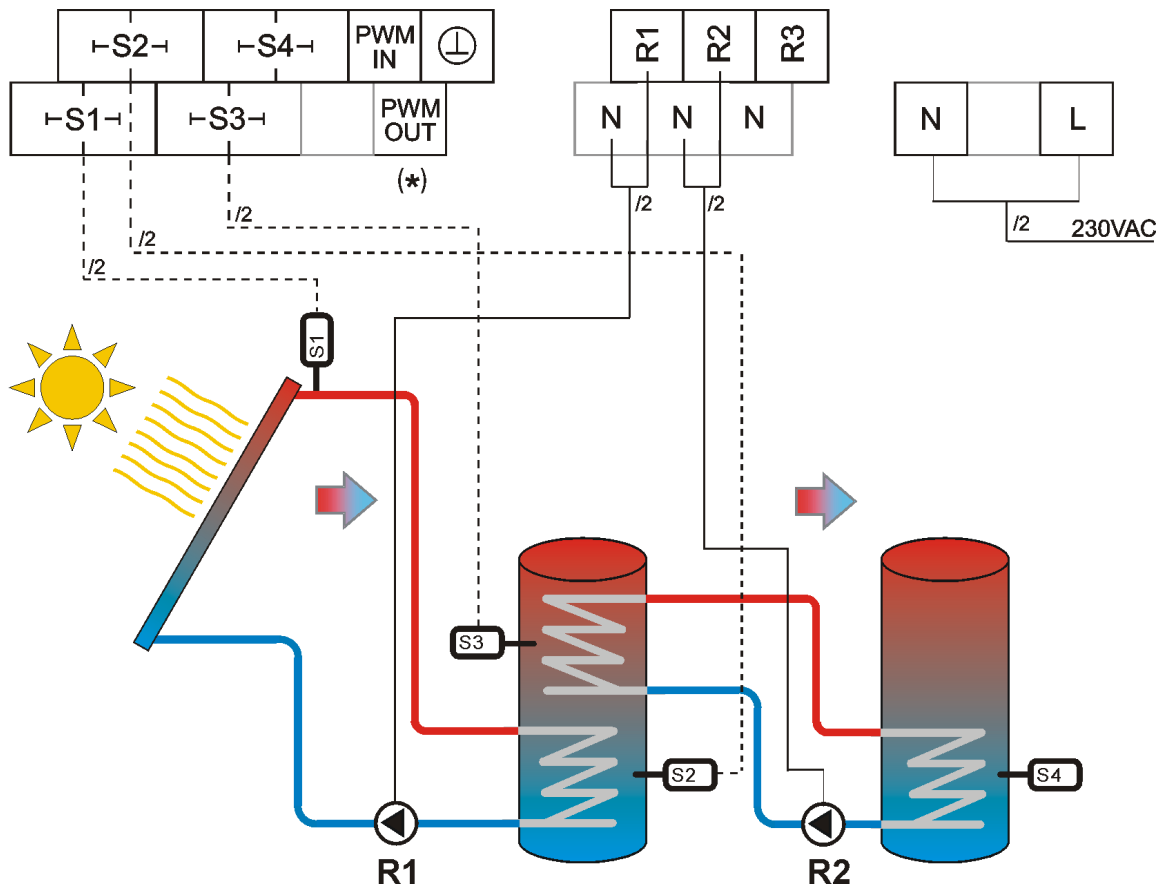 S2 S4 PWM IN
S1 S3 PWM OUT
(*)
R1 R2 R3
N N N
N L
/2 /2 /2 /2 /2 /2 230VAC
S1
S3
S2
S4
R1
R2